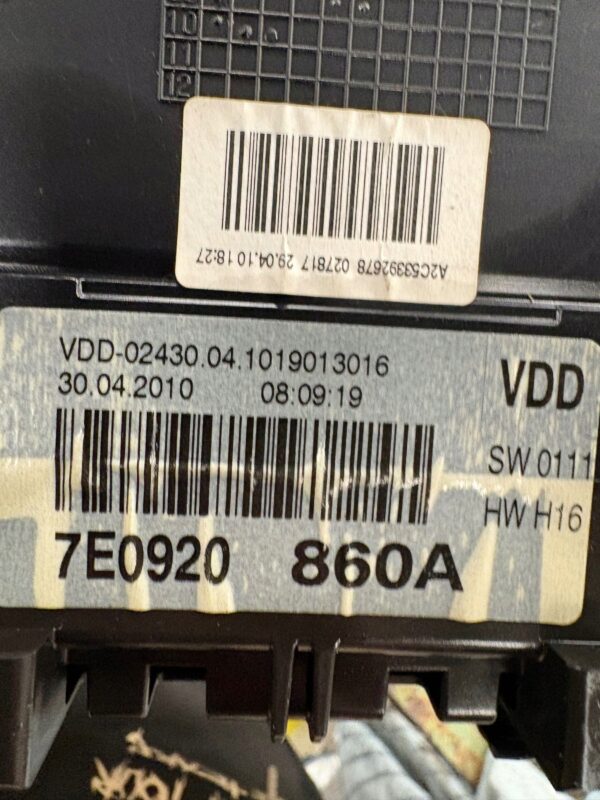 10
11
12
A2C53392678 027817 29.04.10 18:27
VDD-02430.04.1019013016
30.04.2010 08:09:19
VDD
SW 0111
HW H16
7E0920 860A